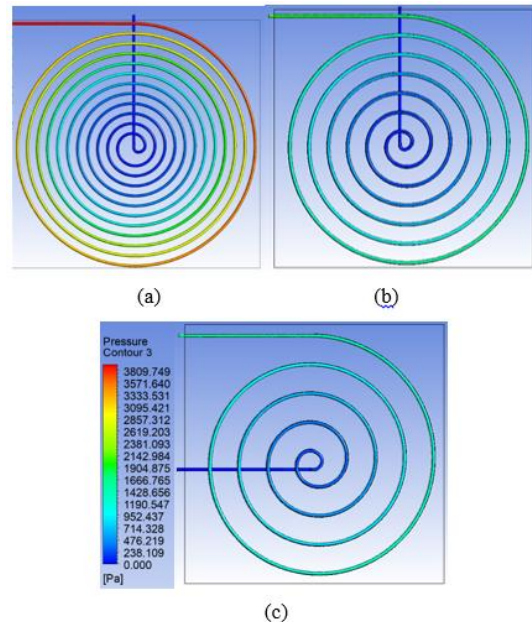 (a)
(b)
Pressure
Contour 3
3809.749
3571.640
3333.531
3095.421
2857.312
2619.203
2381.093
2142.984
1904.875
1666.765
1428.656
1190.547
952.437
714.328
476.219
238.109
0.000
[Pa]
(c)